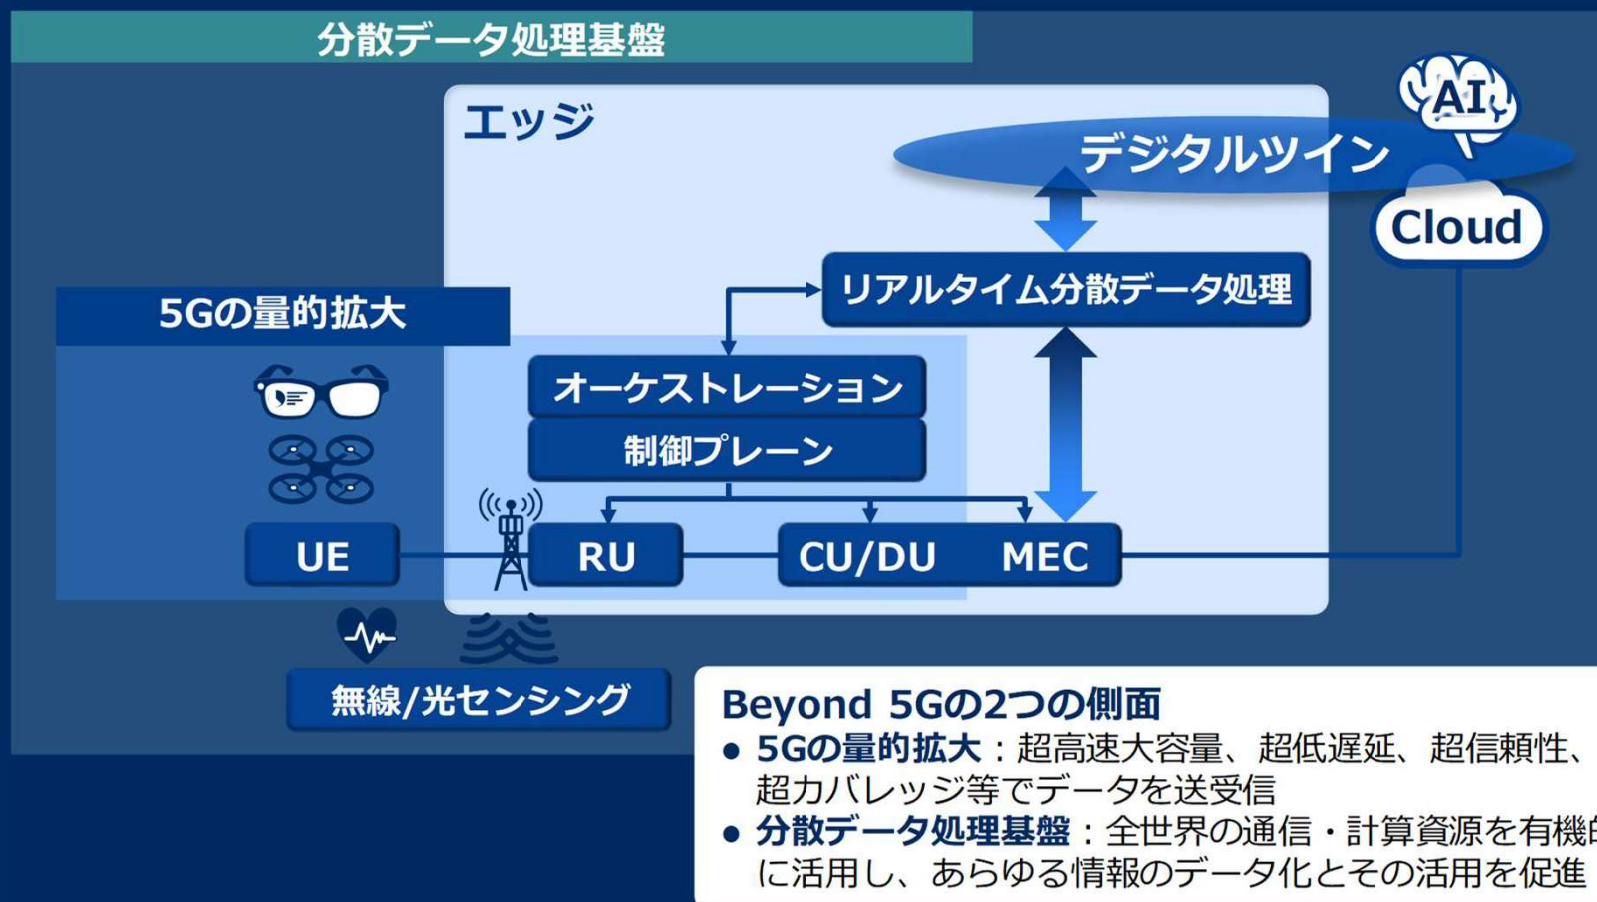 分散データ処理基盤
エッジ
AI
デジタルツイン
Cloud
リアルタイム分散データ処理
5Gの量的拡大
オーケストレーション
制御プレーン
UE
RU
CU/DU
MEC
無線/光センシング
Beyond 5Gの2つの側面
● 5Gの量的拡大：超高速大容量、超低遅延、超信頼性、
超カバレッジ等でデータを送受信
● 分散データ処理基盤：全世界の通信・計算資源を有機的
に活用し、あらゆる情報のデータ化とその活用を促進